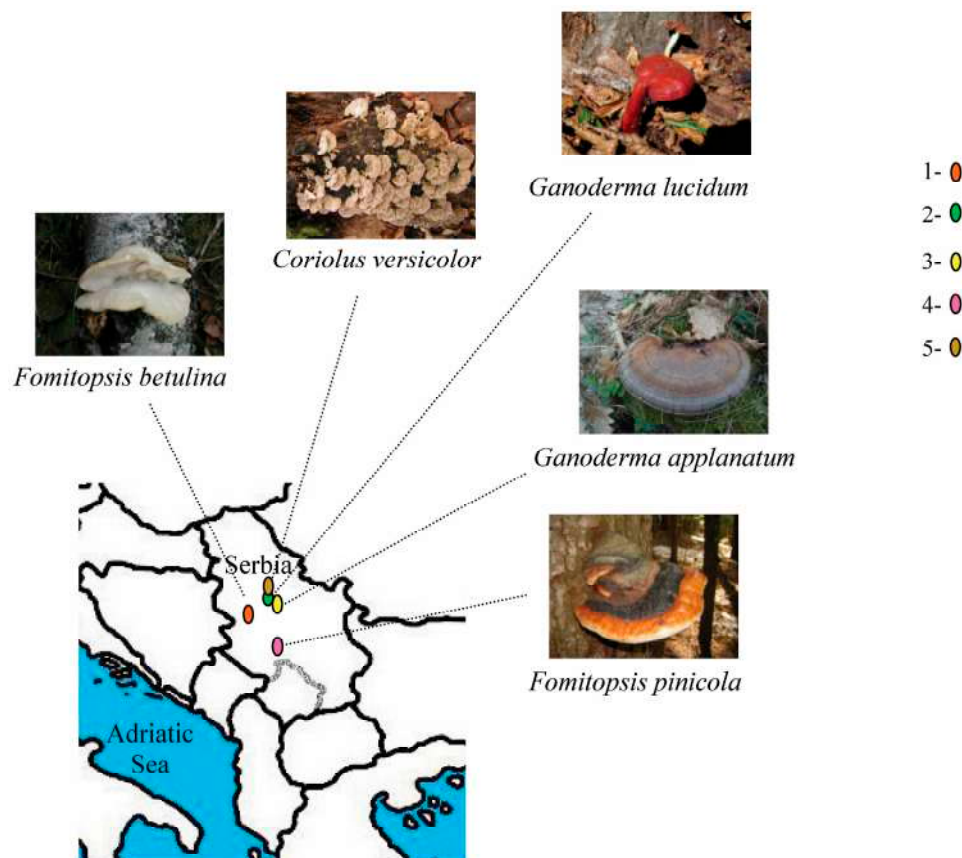 Ganoderma lucidum
Coriolus versicolor
Fomitopsis betulina
Ganoderma applanatum
Fomitopsis pinicola
1-
2-
3-
4-
5-
Serbia
Adriatic
Sea